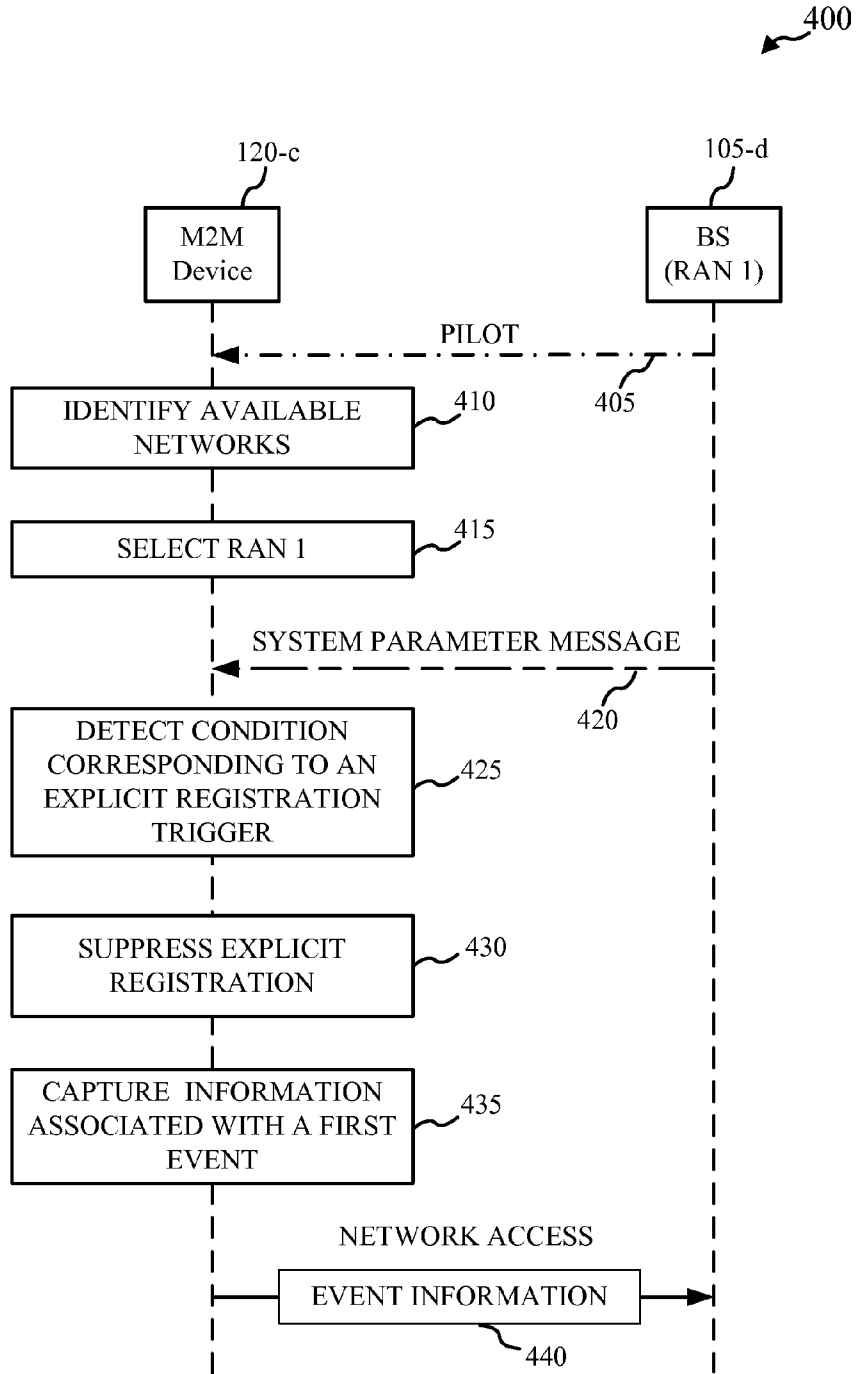 400
120-c
105-d
M2M
Device
BS
(RAN 1)
PILOT
405
IDENTIFY AVAILABLE
NETWORKS
410
SELECT RAN 1
415
SYSTEM PARAMETER MESSAGE
420
DETECT CONDITION
CORRESPONDING TO AN
EXPLICIT REGISTRATION
TRIGGER
425
SUPPRESS EXPLICIT
REGISTRATION
430
CAPTURE INFORMATION
ASSOCIATED WITH A FIRST
EVENT
435
NETWORK ACCESS
EVENT INFORMATION
440